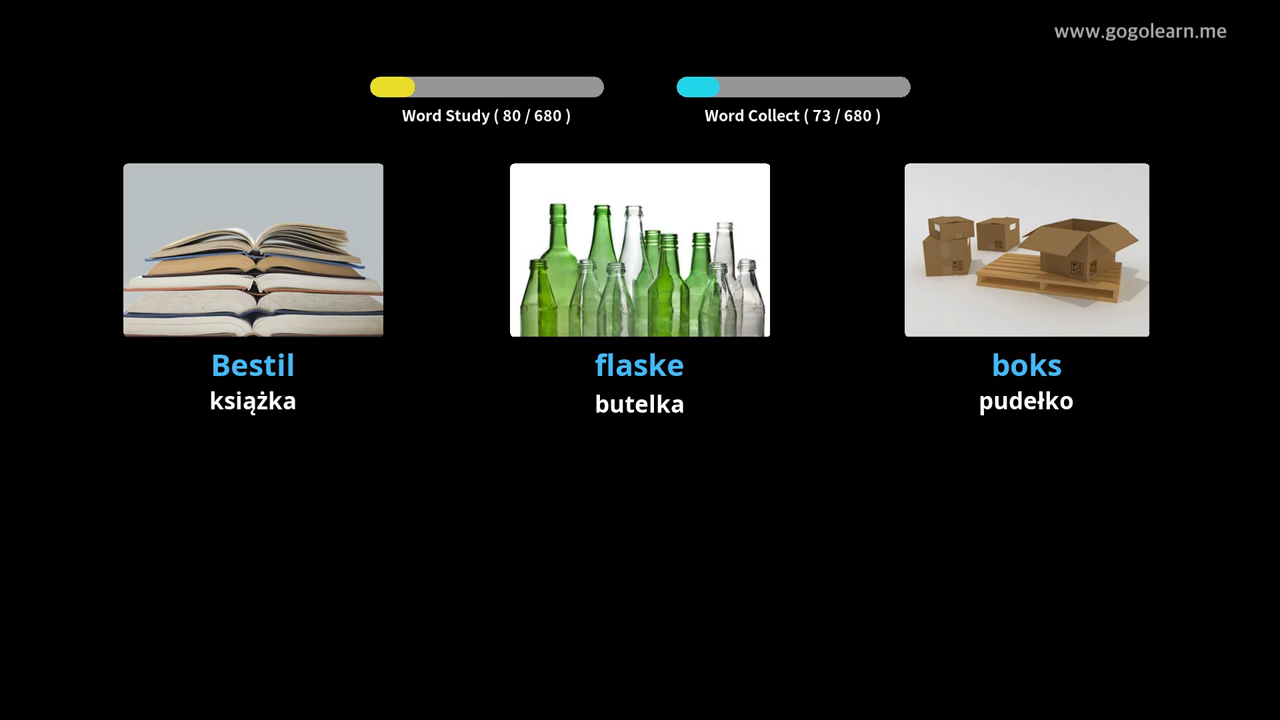 www.gogolearn.me
Word Study ( 80 / 680 )
Word Collect ( 73 / 680 )
Bestil
książka
flaske
butelka
boks
pudełko